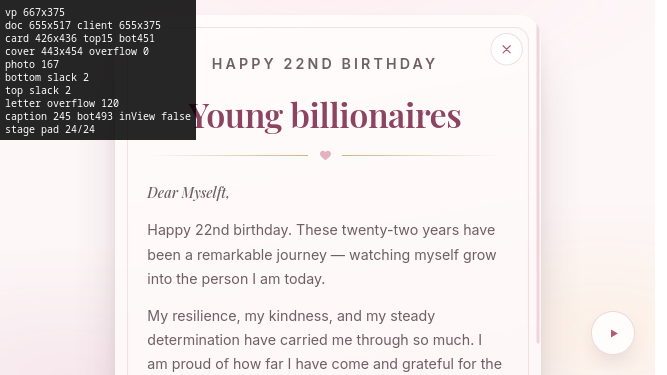 vp 667x375
doc 655x517 client 655x375
card 426x436 top15 bot451
cover 443x454 overflow 0
photo 167
bottom slack 2
top slack 2
letter overflow 120
caption 245 bot493 inView false
stage pad 24/24
HAPPY 22ND BIRTHDAY
Young billionaires
Dear Myselft,
Happy 22nd birthday. These twenty-two years have
been a remarkable journey — watching myself grow
into the person I am today.
My resilience, my kindness, and my steady
determination have carried me through so much. I
am proud of how far I have come and grateful for the